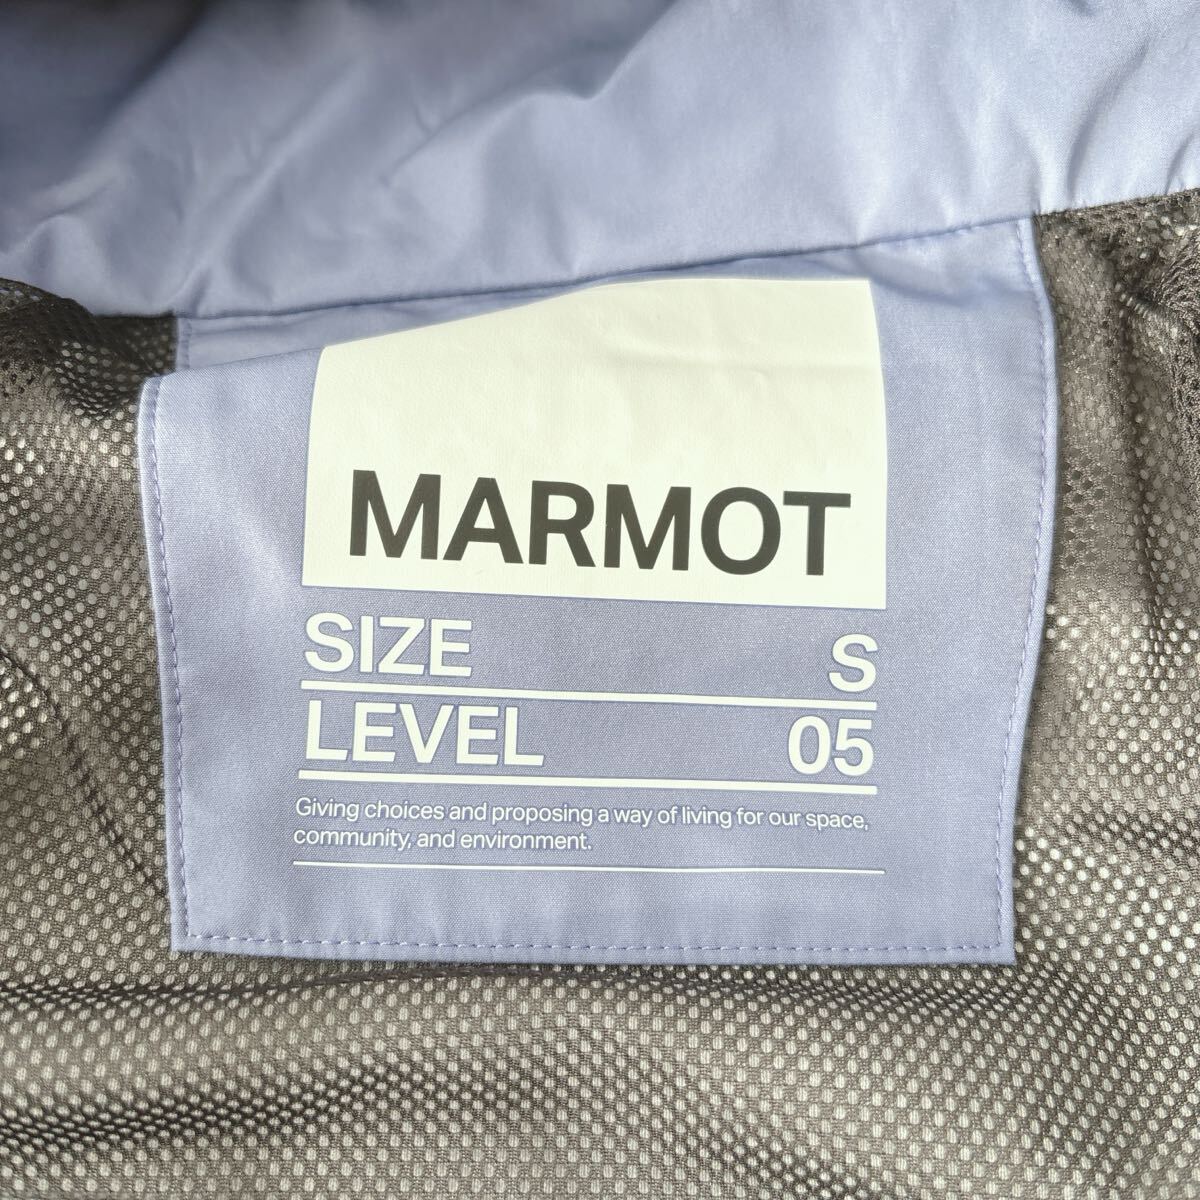 MARMOT
SIZE S
LEVEL 05
Giving choices and proposing a way of living for our space,
community, and environment.